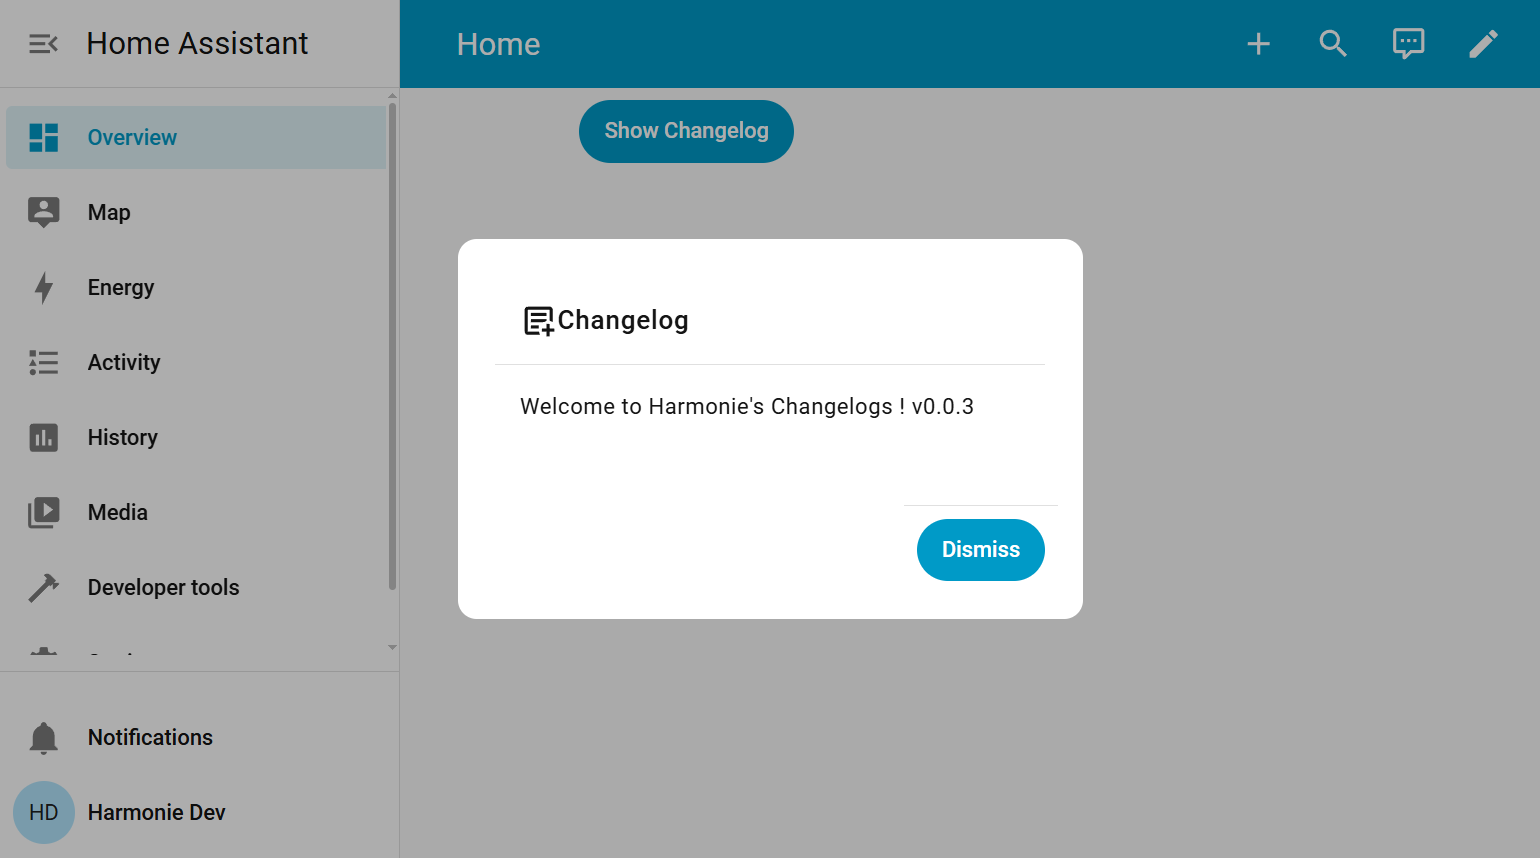 Home Assistant
Home
Overview
Show Changelog
Map
Energy
Changelog
Activity
Welcome to Harmonie's Changelogs ! v0.0.3
History
Media
Dismiss
Developer tools
Notifications
HD Harmonie Dev